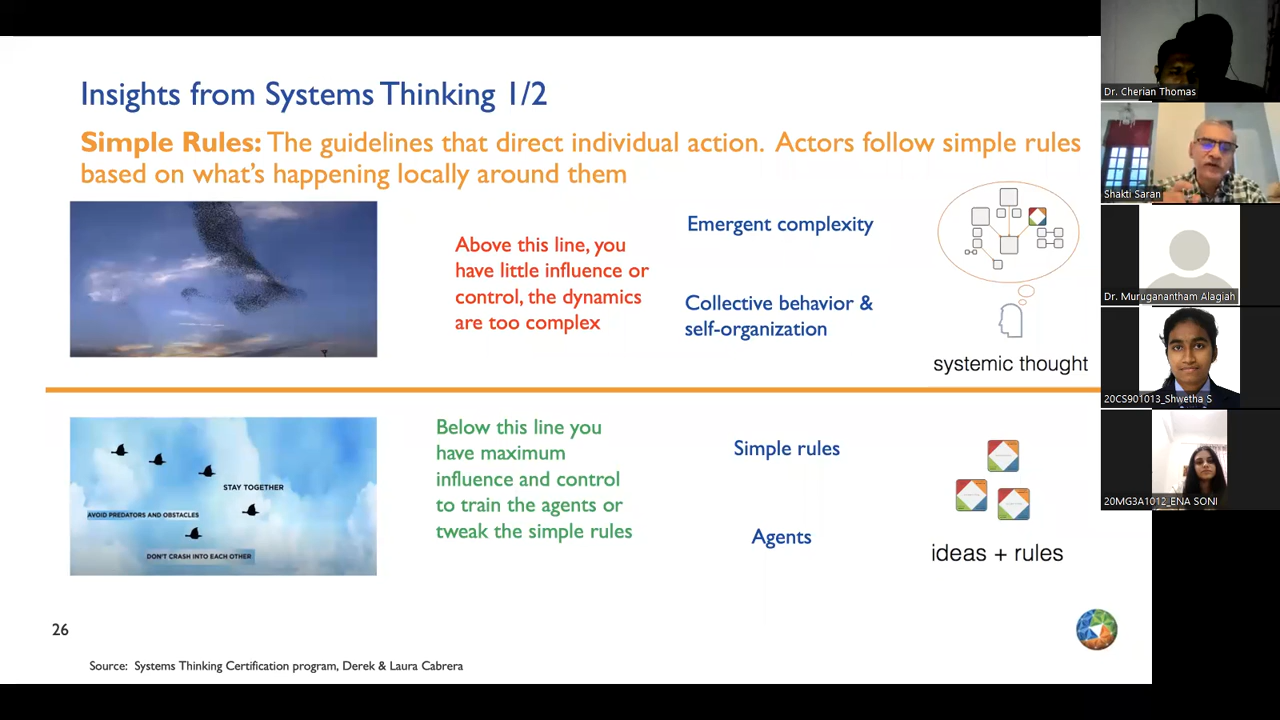 Insights from Systems Thinking 1/2
Simple Rules: The guidelines that direct individual action. Actors follow simple rules
based on what's happening locally around them
Above this line, you
have little influence or
control, the dynamics
are too complex
Emergent complexity
Collective behavior &
self-organization
systemic thought
STAY TOGETHER
AVOID PREDATORS AND OBSTACLES
DON'T CRASH INTO EACH OTHER
Below this line you
have maximum
influence and control
to train the agents or
tweak the simple rules
Simple rules
Agents
ideas + rules
26
Source: Systems Thinking Certification program, Derek & Laura Cabrera
Dr. Cherian Thomas
Shakti Saran
Dr. Muruganantham Alagiah
20CS901013_Shwetha S
20MG3A1012_ENA SONI